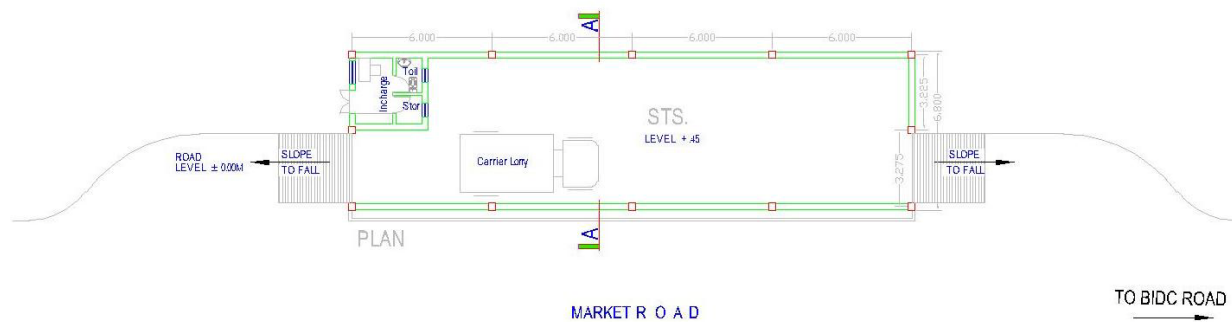 A
6.000 6.000 6.000 6.000
Toil
Incharge
Stor
3.225
6.800
STS.
LEVEL + .45
ROAD
LEVEL ± 0.00M
SLOPE
TO FALL
Carrier Lorry
3.275
SLOPE
TO FALL
A
PLAN
MARKET R O A D
TO BIDC ROAD